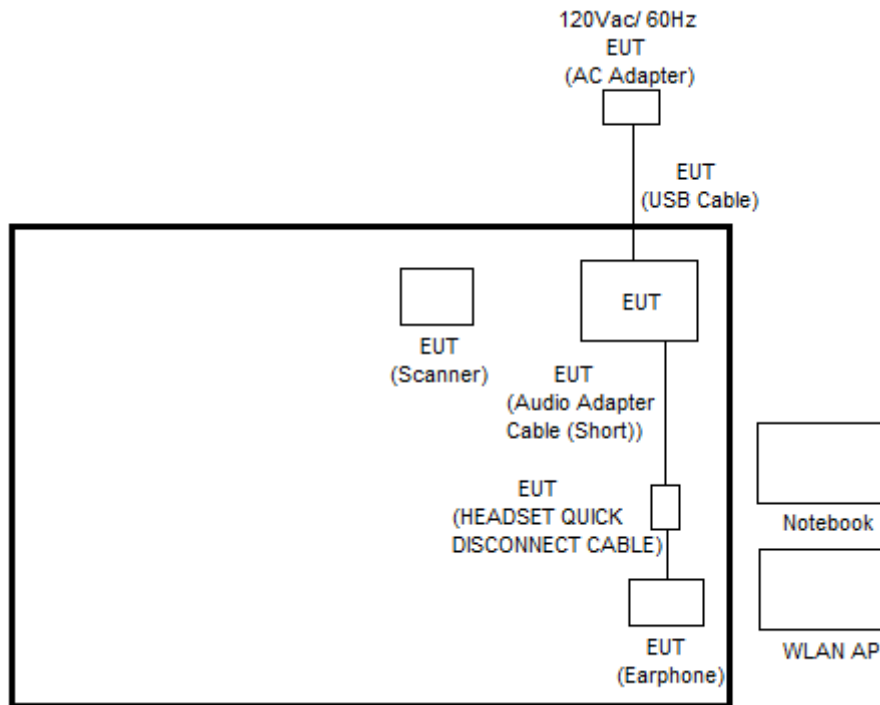 120Vac/ 60Hz
EUT
(AC Adapter)
EUT
(USB Cable)
EUT
EUT
(Scanner)
EUT
(Audio Adapter
Cable (Short))
EUT
(HEADSET QUICK
DISCONNECT CABLE)
Notebook
EUT
(Earphone)
WLAN AP